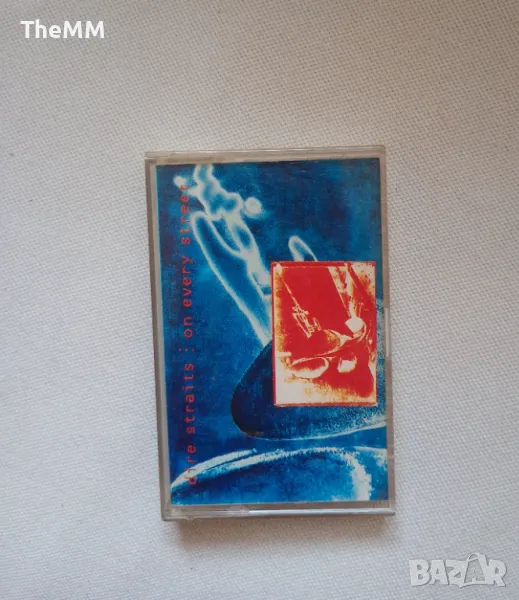 TheMM
dire straits : on every street
BAZAR